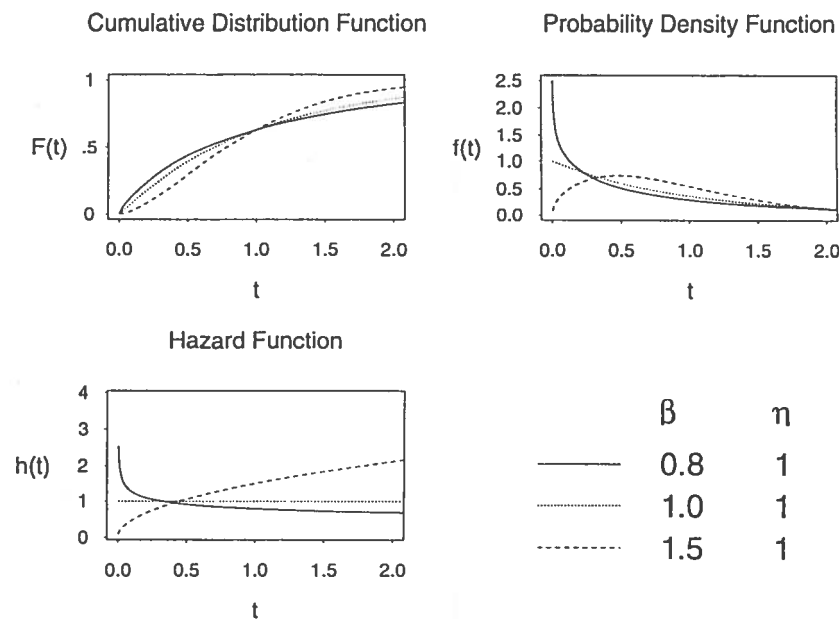 Cumulative Distribution Function
1
.5
0
F(t)
0.0 0.5 1.0 1.5 2.0
t
Probability Density Function
2.5
2.0
1.5
1.0
0.5
0.0
f(t)
0.0 0.5 1.0 1.5 2.0
t
Hazard Function
4
3
2
1
0
h(t)
0.0 0.5 1.0 1.5 2.0
t
β η
0.8 1
1.0 1
1.5 1